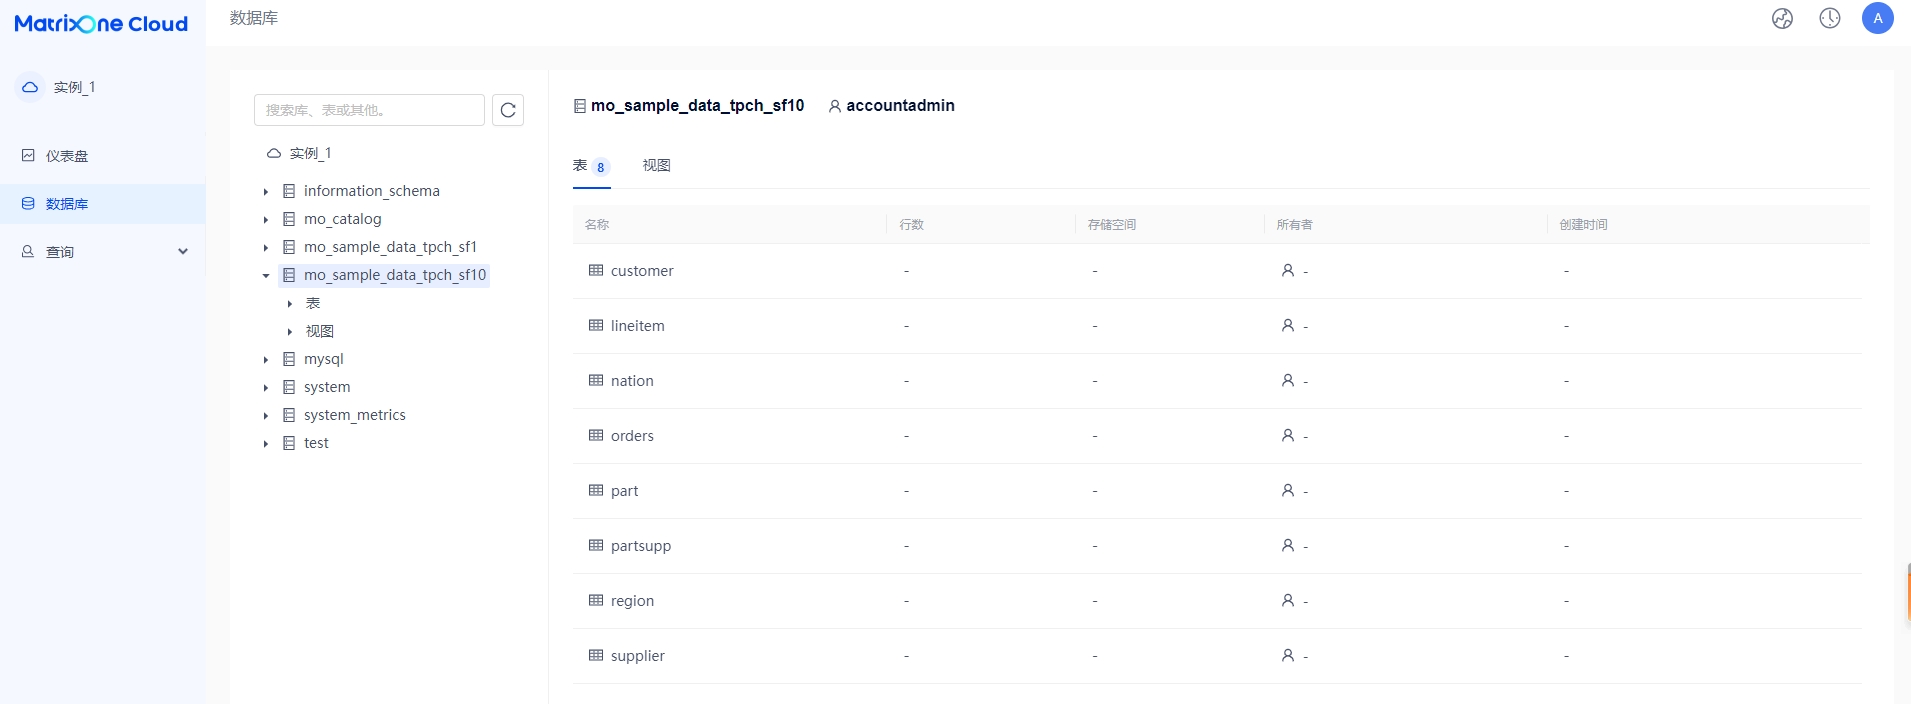 MatrixOne Cloud
数据库
A
实例_1
仪表盘
数据库
查询
搜索库、表或其他。
实例_1
information_schema
mo_catalog
mo_sample_data_tpch_sf1
mo_sample_data_tpch_sf10
表
视图
mysql
system
system_metrics
test
mo_sample_data_tpch_sf10 accountadmin
表 8 视图
名称 行数 存储空间 所有者 创建时间
customer - - - -
lineitem - - - -
nation - - - -
orders - - - -
part - - - -
partsupp - - - -
region - - - -
supplier - - - -